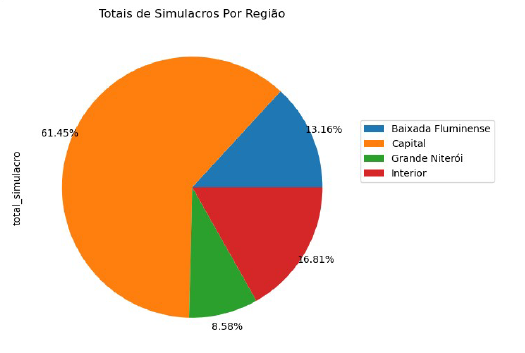 Totais de Simulacros Por Região
61.45%
13.16%
Baixada Fluminense
Capital
Grande Niterói
Interior
total_simulacro
16.81%
8.58%